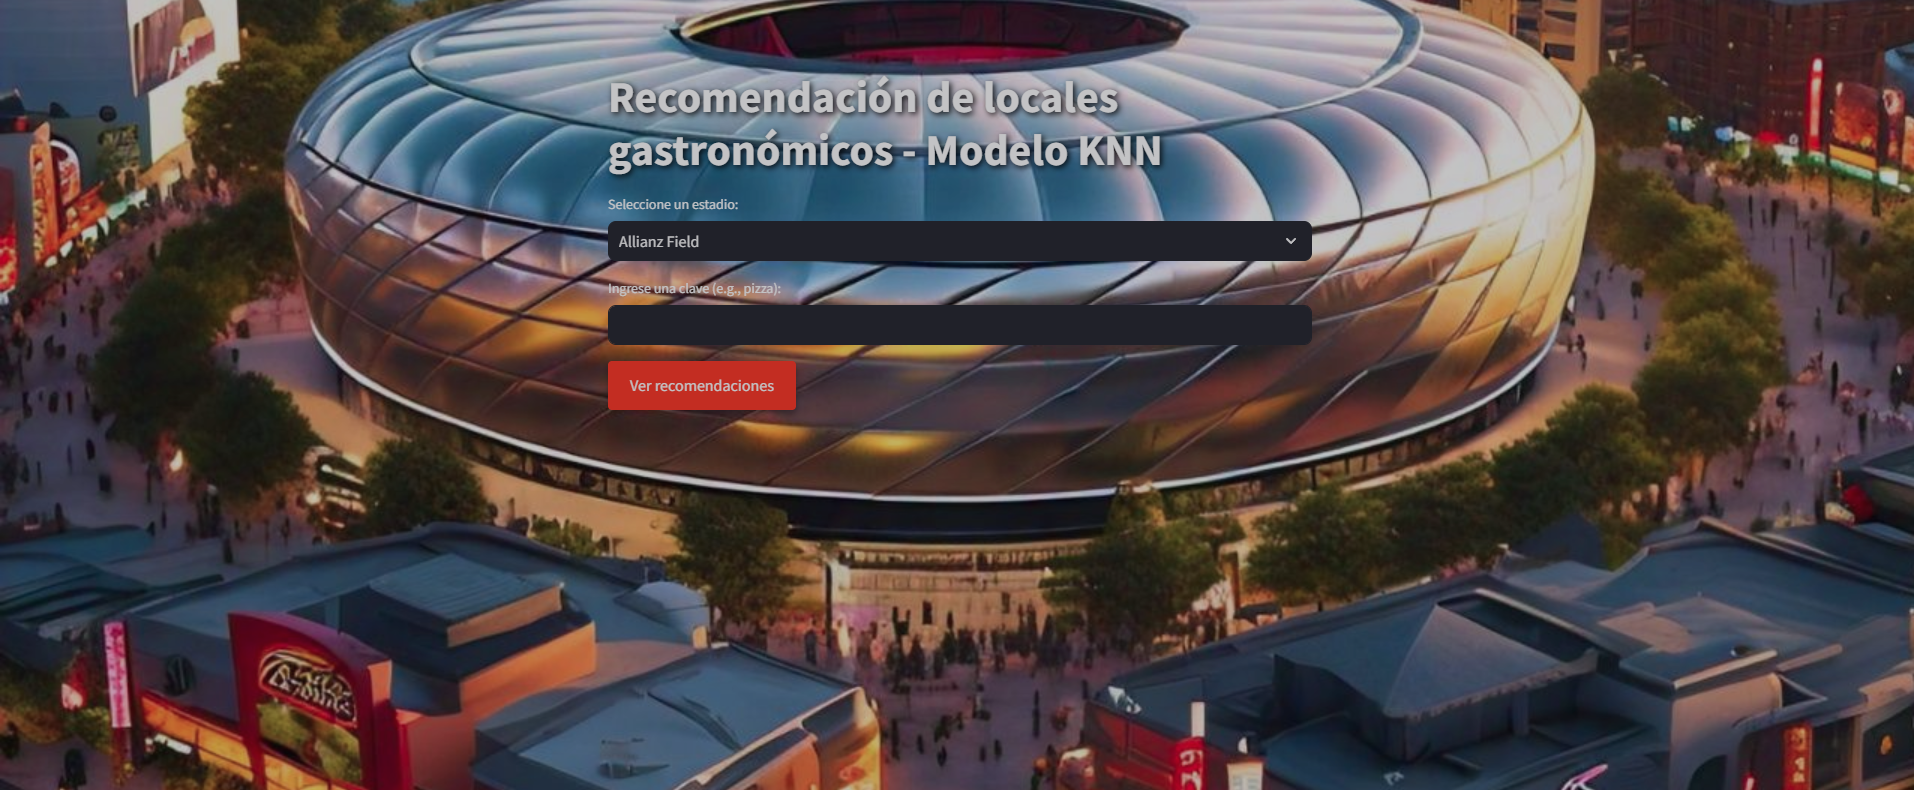 Recomendación de locales
gastronómicos - Modelo KNN
Seleccione un estadio:
Allianz Field
Ingrese una clave (e.g., pizza):
Ver recomendaciones